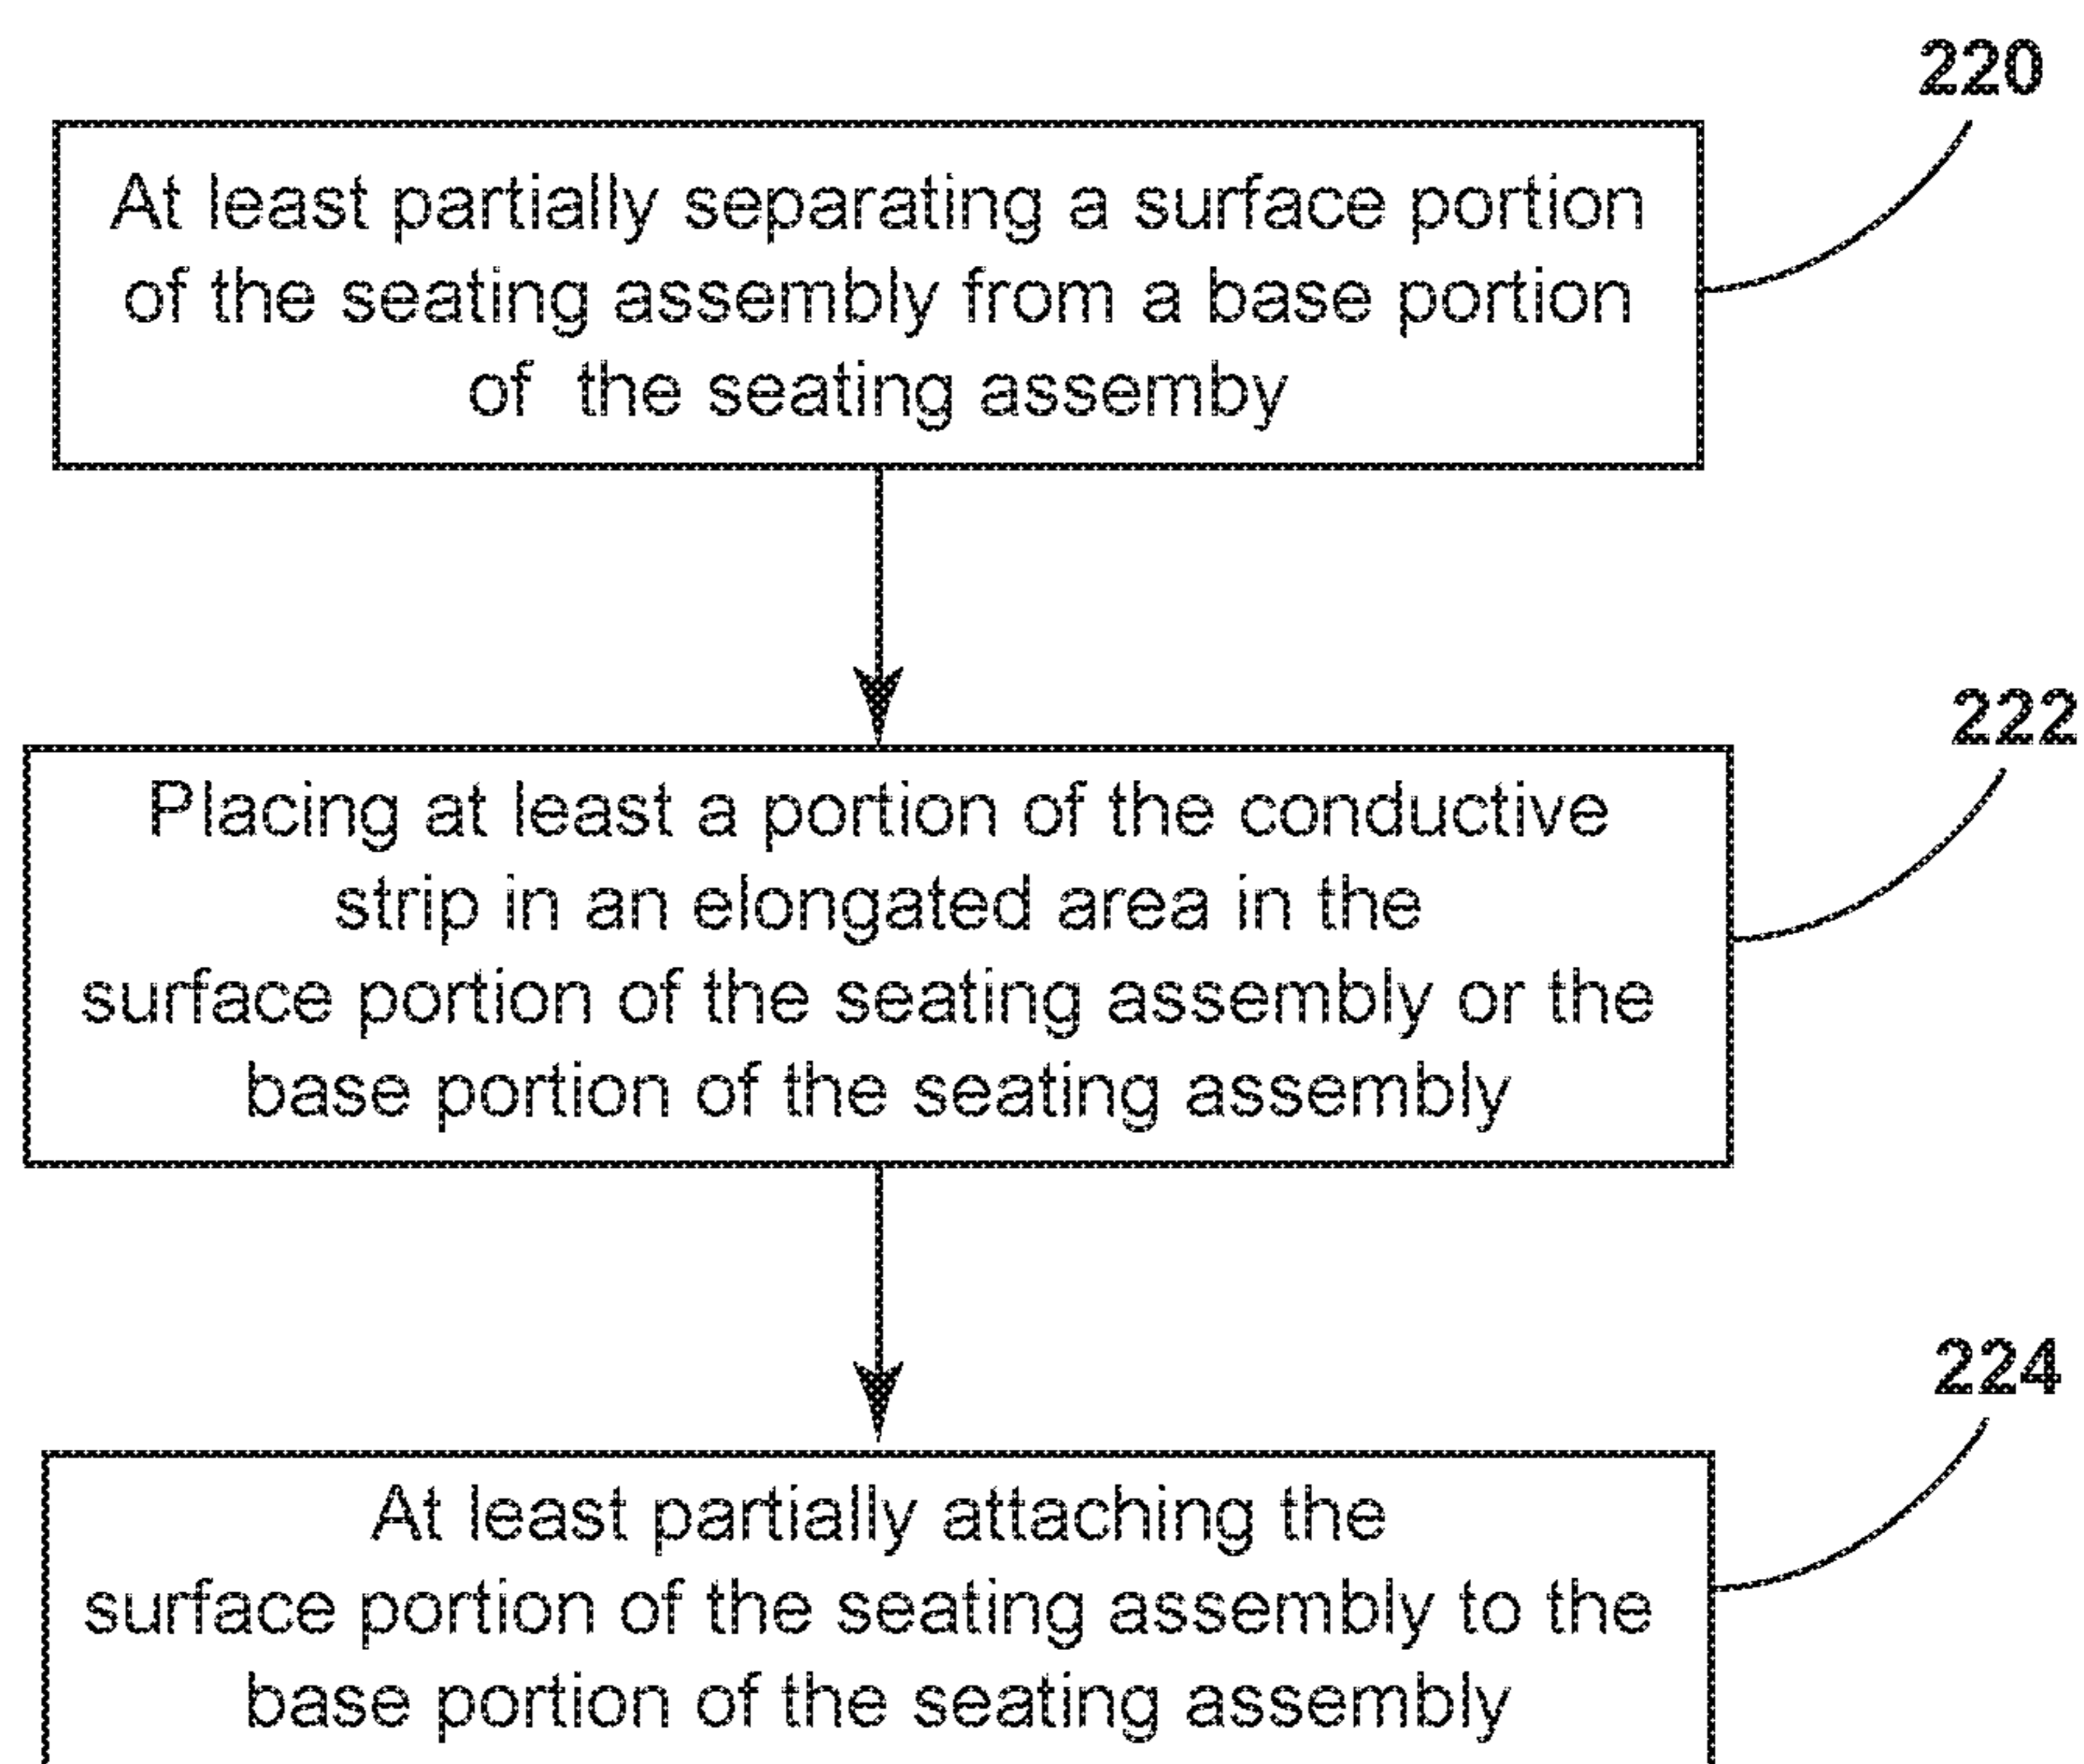 220
At least partially separating a surface portion
of the seating assembly from a base portion
of the seating assemby
222
Placing at least a portion of the conductive
strip in an elongated area in the
surface portion of the seating assembly or the
base portion of the seating assembly
224
At least partially attaching the
surface portion of the seating assembly to the
base portion of the seating assembly